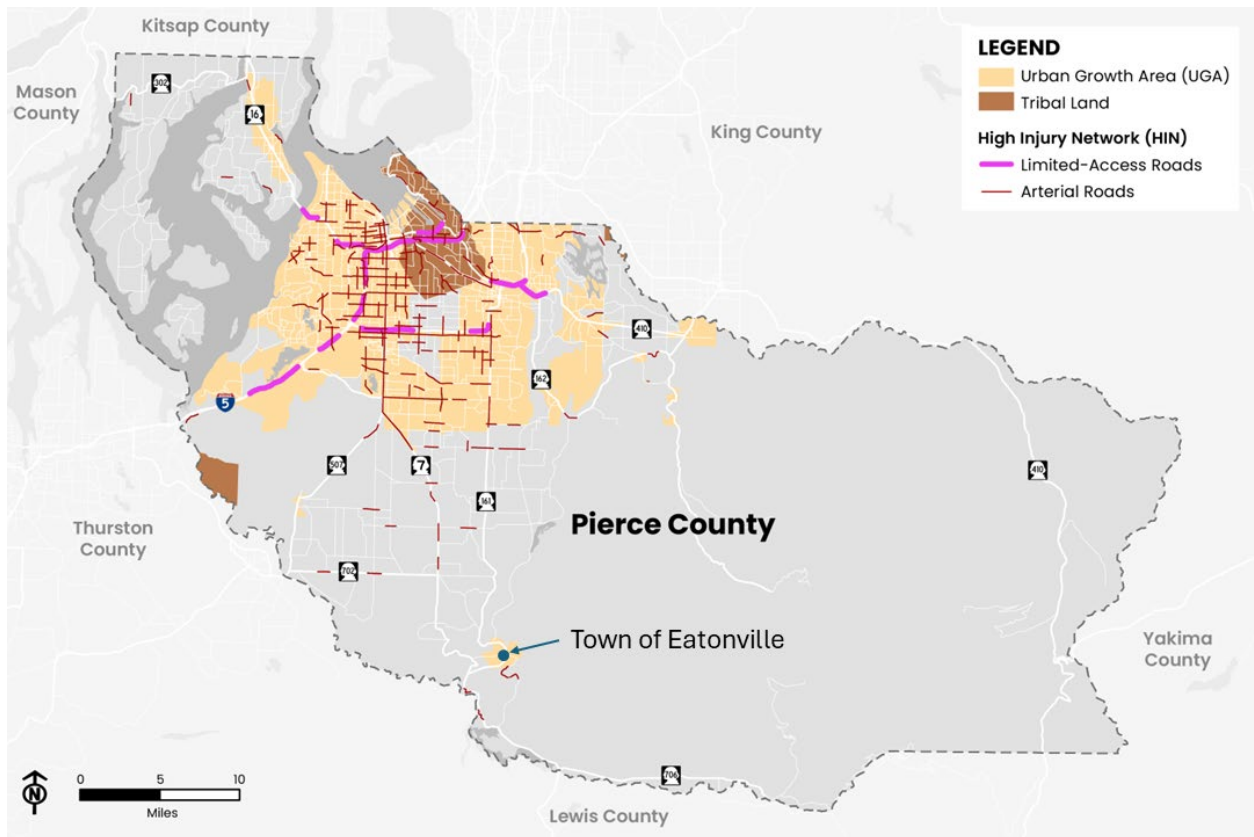 Kitsap County
Mason
County
King County
LEGEND
Urban Growth Area (UGA)
Tribal Land
High Injury Network (HIN)
Limited-Access Roads
Arterial Roads
302
16
410
162
5
507
7
161
410
Thurston
County
Pierce County
702
Town of Eatonville
Yakima
County
706
Lewis County
N
0 5 10
Miles